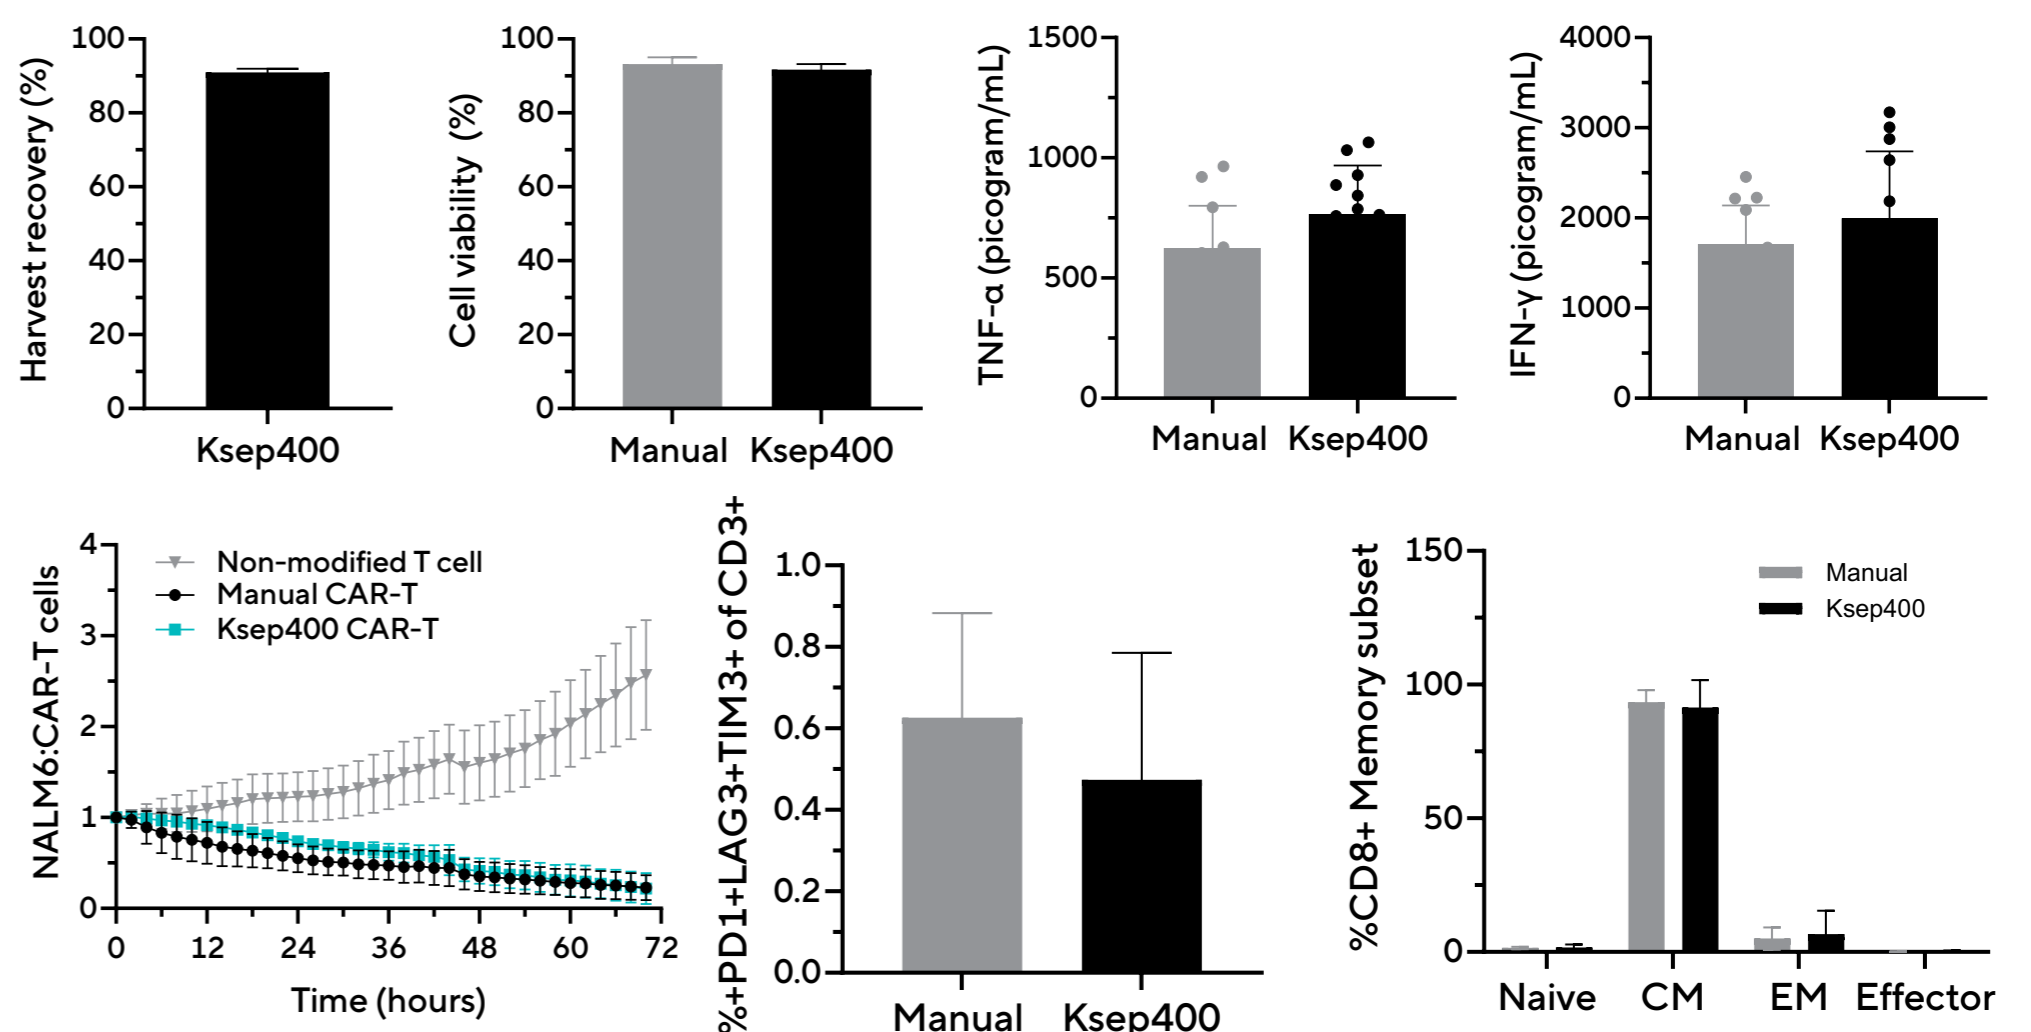 Harvest recovery (%)
100
80
60
40
20
0
Ksep400
Cell viability (%)
100
80
60
40
20
0
Manual Ksep400
TNF-α (picogram/mL)
1500
1000
500
0
Manual Ksep400
IFN-γ (picogram/mL)
4000
3000
2000
1000
0
Manual Ksep400
NALM6:CAR-T cells
4
3
2
1
0
Non-modified T cell
Manual CAR-T
Ksep400 CAR-T
0 12 24 36 48 60 72
Time (hours)
%+PD1+LAG3+TIM3+ of CD3+
1.0
0.8
0.6
0.4
0.2
0.0
Manual Ksep400
%CD8+ Memory subset
150
100
50
0
Manual
Ksep400
Naive CM EM Effector